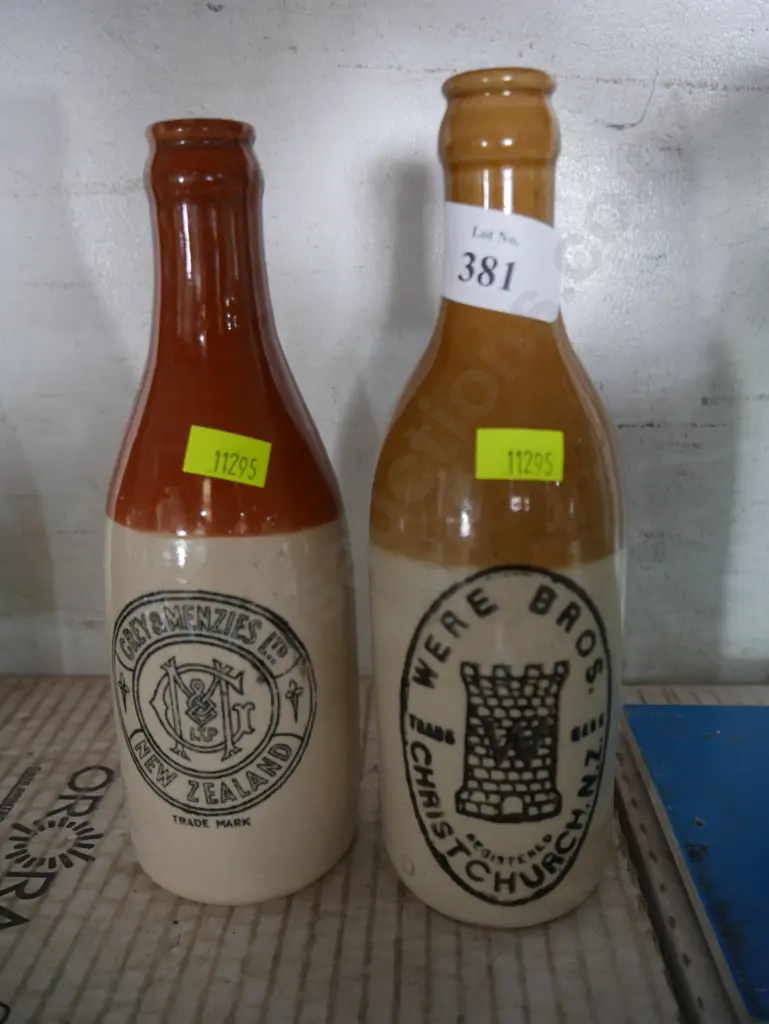 Lot No.
381
11295
11295
GREY & MENZIES LTD
M
LTD
NEW ZEALAND
TRADE MARK
WERE BROS.
TRADE MARK
W
REGISTERED
CHRISTCHURCH. N.Z.
ORORA